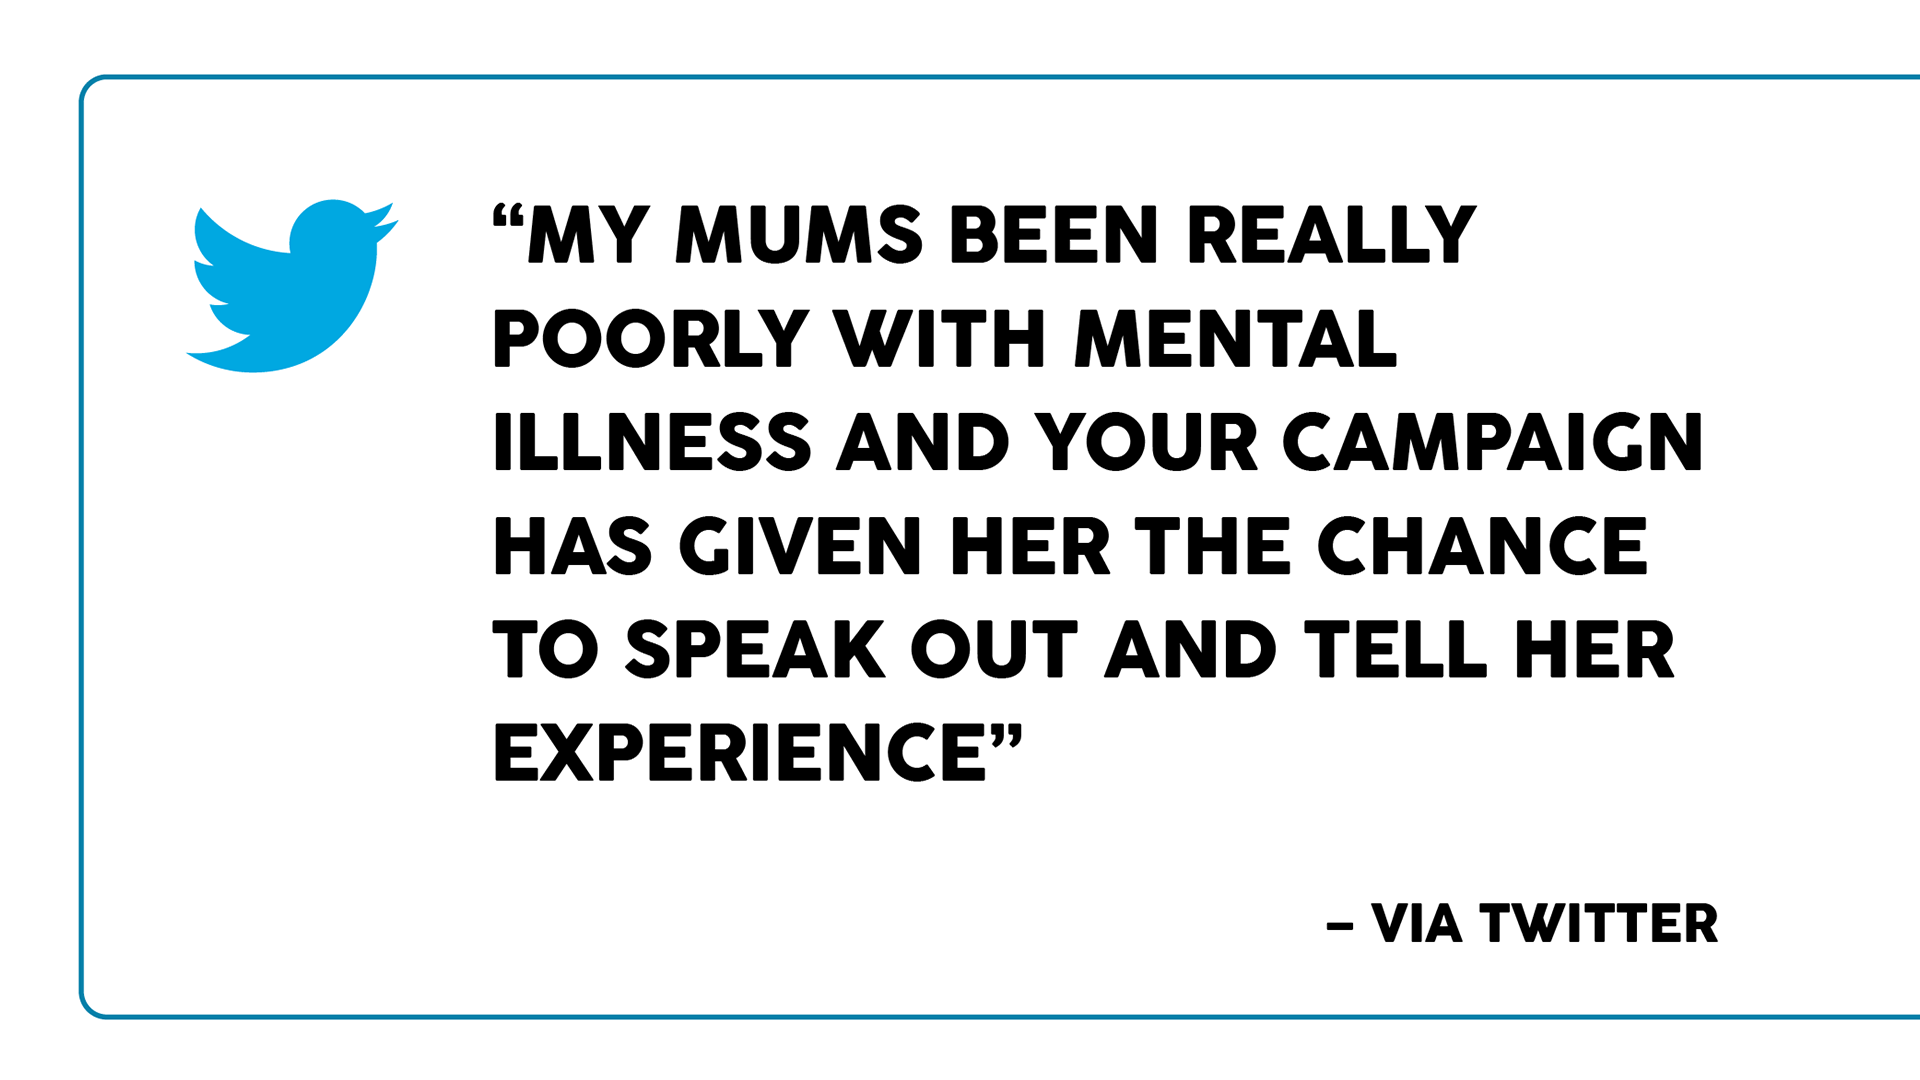 “MY MUMS BEEN REALLY
POORLY WITH MENTAL
ILLNESS AND YOUR CAMPAIGN
HAS GIVEN HER THE CHANCE
TO SPEAK OUT AND TELL HER
EXPERIENCE”
– VIA TWITTER